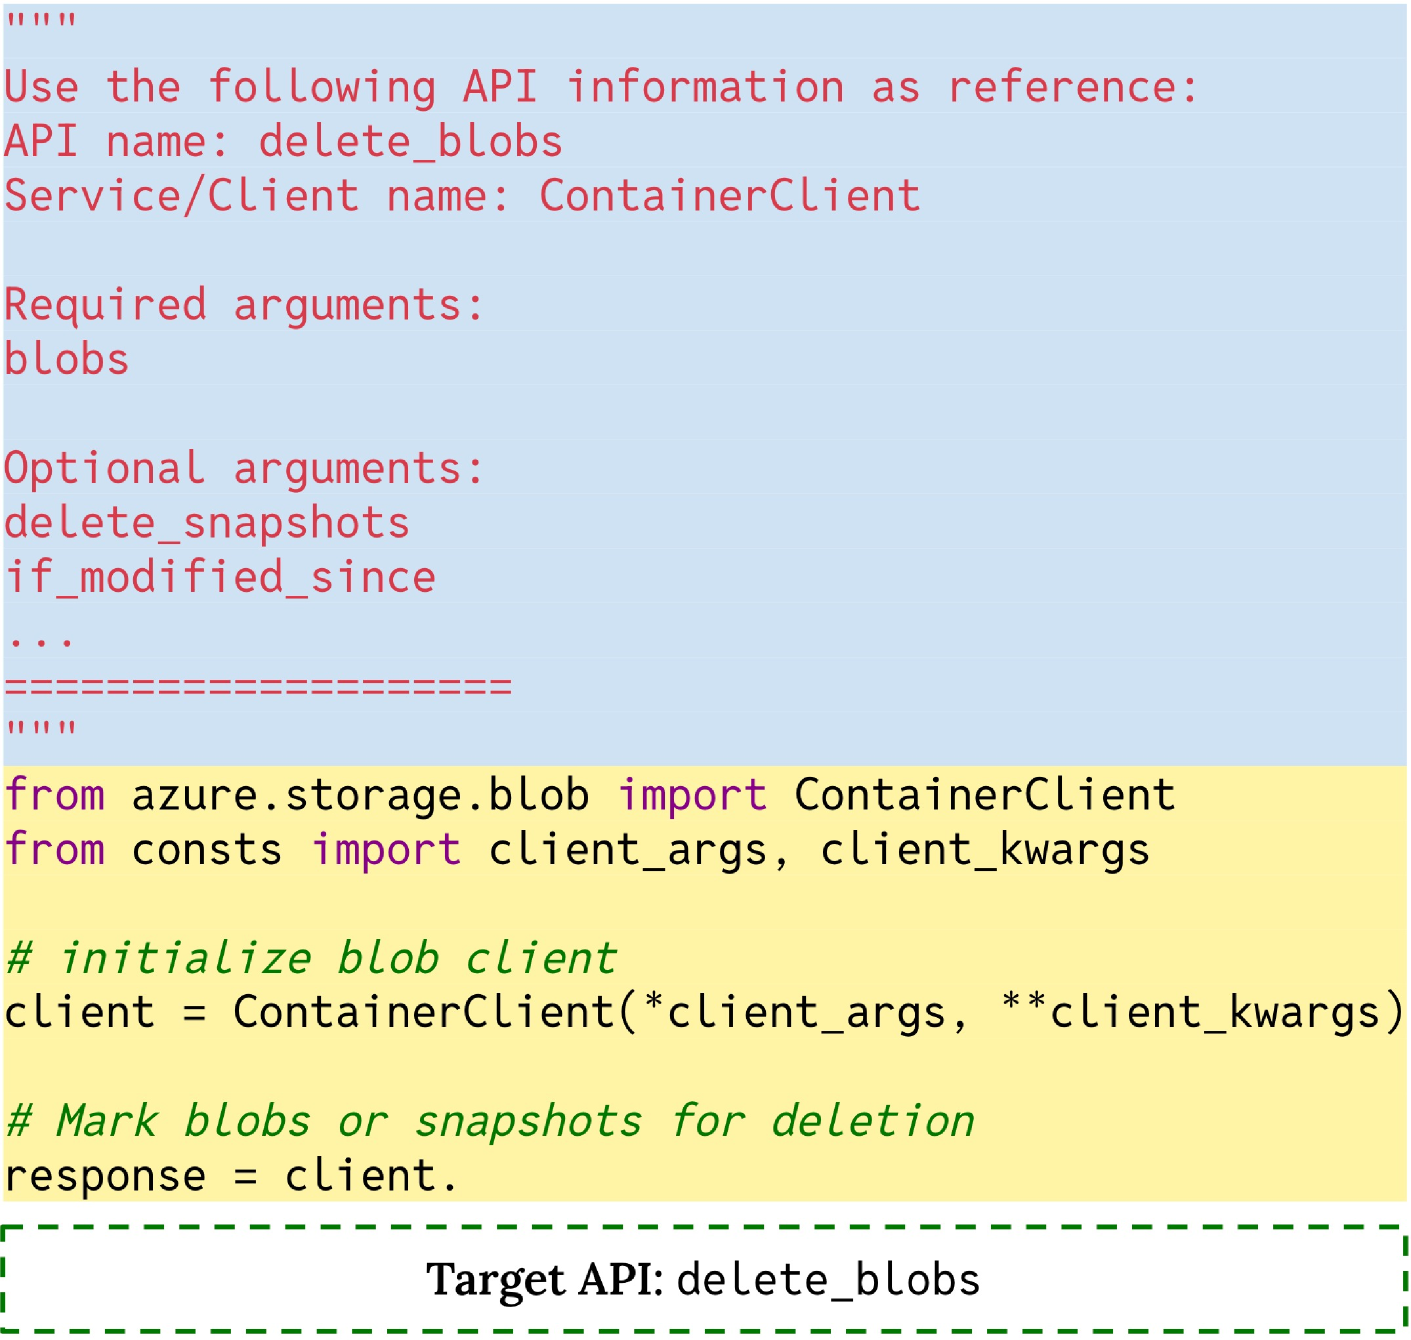 """
Use the following API information as reference:
API name: delete_blobs
Service/Client name: ContainerClient
Required arguments:
blobs
Optional arguments:
delete_snapshots
if_modified_since
...
====================
"""
from azure.storage.blob import ContainerClient
from consts import client_args, client_kwargs
# initialize blob client
client = ContainerClient(*client_args, **client_kwargs)
# Mark blobs or snapshots for deletion
response = client.
Target API: delete_blobs